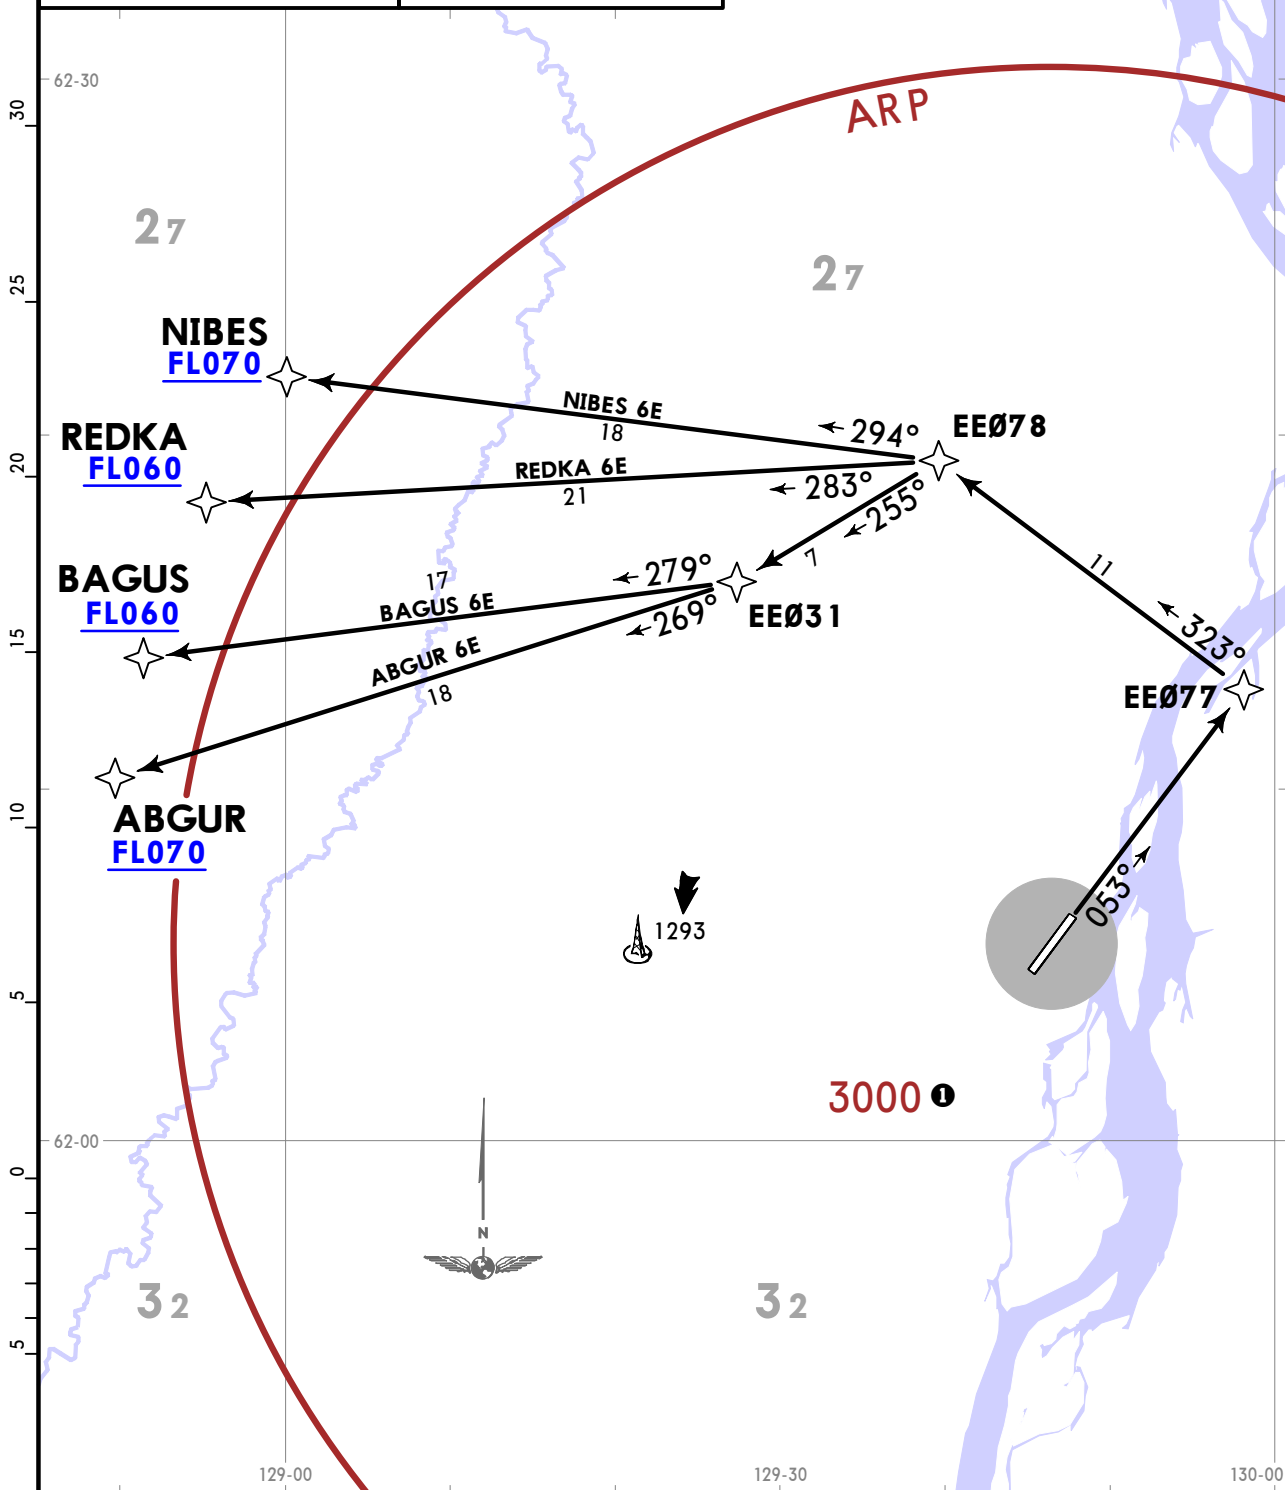 62-30
30
ARP
27
27
25
NIBES
FL070
NIBES 6E
18
294°
EEØ78
REDKA
FL060
REDKA 6E
21
283°
20
255°
7
11
BAGUS
FL060
17
279°
BAGUS 6E
EEØ31
269°
ABGUR 6E
18
323°
15
EEØ77
ABGUR
FL070
10
053°
1293
5
3000 1
62-00
0
N
32
32
5
129-00
129-30
130-00